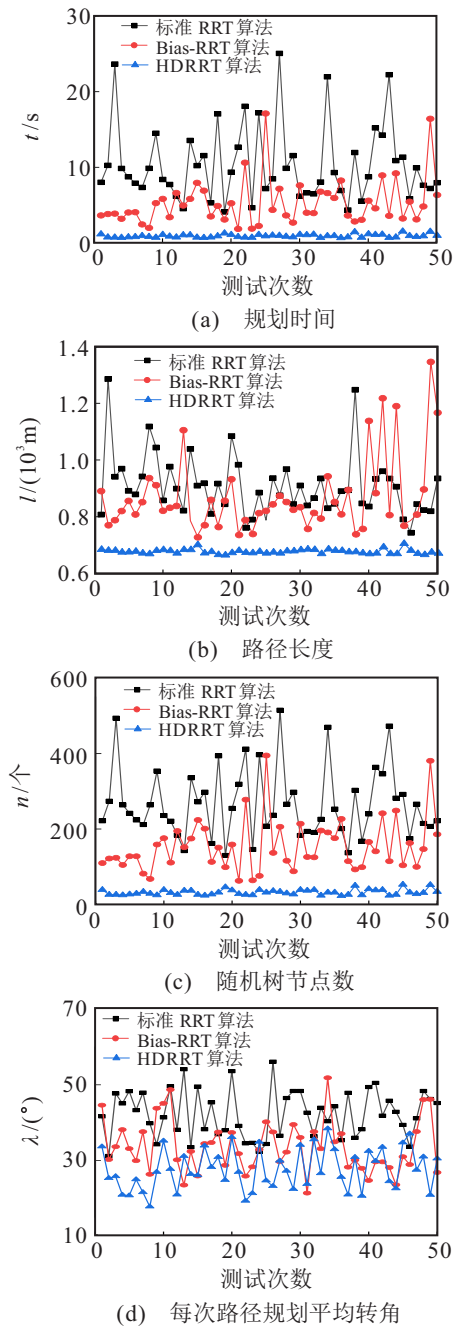 标准 RRT 算法
Bias-RRT 算法
HDRRT 算法
30
20
10
0
t/s
0 10 20 30 40 50
测试次数
(a) 规划时间
标准 RRT 算法
Bias-RRT 算法
HDRRT 算法
1.4
1.2
1.0
0.8
0.6
l/(10³m)
0 10 20 30 40 50
测试次数
(b) 路径长度
标准 RRT 算法
Bias-RRT 算法
HDRRT 算法
600
400
200
0
n/个
0 10 20 30 40 50
测试次数
(c) 随机树节点数
标准 RRT 算法
Bias-RRT 算法
HDRRT 算法
70
50
30
10
λ/(°)
0 10 20 30 40 50
测试次数
(d) 每次路径规划平均转角